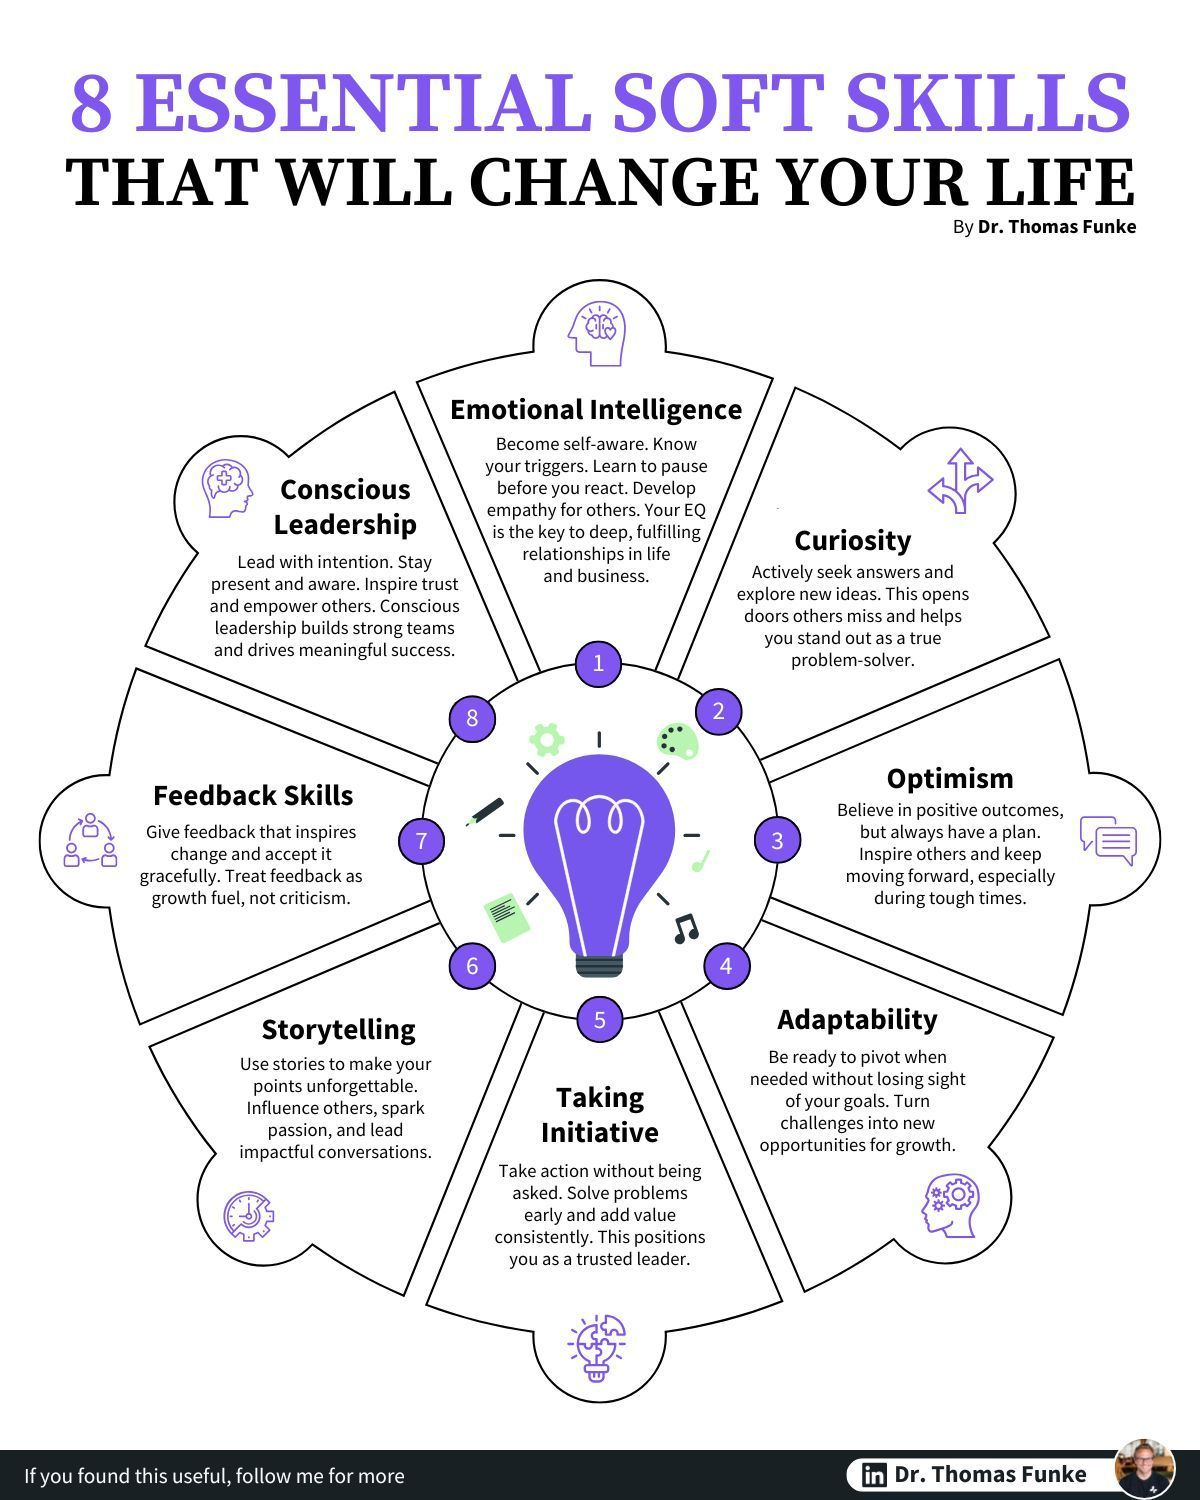 8 ESSENTIAL SOFT SKILLS
THAT WILL CHANGE YOUR LIFE
By Dr. Thomas Funke
Emotional Intelligence
Become self-aware. Know
your triggers. Learn to pause
before you react. Develop
empathy for others. Your EQ
is the key to deep, fulfilling
relationships in life
and business.
1
Curiosity
Actively seek answers and
explore new ideas. This opens
doors others miss and helps
you stand out as a true
problem-solver.
2
Optimism
Believe in positive outcomes,
but always have a plan.
Inspire others and keep
moving forward, especially
during tough times.
3
Adaptability
Be ready to pivot when
needed without losing sight
of your goals. Turn
challenges into new
opportunities for growth.
4
Taking
Initiative
Take action without being
asked. Solve problems
early and add value
consistently. This positions
you as a trusted leader.
5
Storytelling
Use stories to make your
points unforgettable.
Influence others, spark
passion, and lead
impactful conversations.
6
Feedback Skills
Give feedback that inspires
change and accept it
gracefully. Treat feedback as
growth fuel, not criticism.
7
Conscious
Leadership
Lead with intention. Stay
present and aware. Inspire trust
and empower others. Conscious
leadership builds strong teams
and drives meaningful success.
8
If you found this useful, follow me for more
in Dr. Thomas Funke